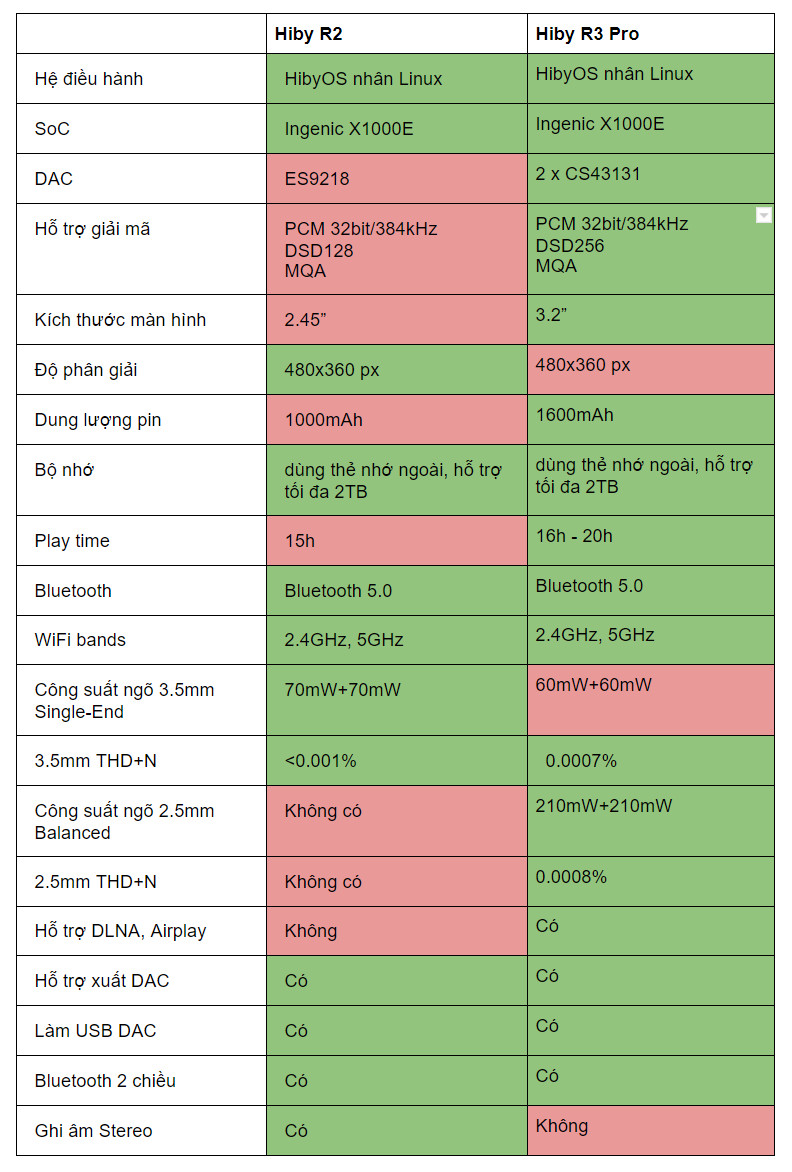 Hiby R2 Hiby R3 Pro
Hệ điều hành HibyOS nhân Linux HibyOS nhân Linux
SoC Ingenic X1000E Ingenic X1000E
DAC ES9218 2 x CS43131
Hỗ trợ giải mã PCM 32bit/384kHz PCM 32bit/384kHz
DSD128 DSD256
MQA MQA
Kích thước màn hình 2.45” 3.2”
Độ phân giải 480x360 px 480x360 px
Dung lượng pin 1000mAh 1600mAh
Bộ nhớ dùng thẻ nhớ ngoài, hỗ trợ dùng thẻ nhớ ngoài, hỗ trợ
tối đa 2TB tối đa 2TB
Play time 15h 16h - 20h
Bluetooth Bluetooth 5.0 Bluetooth 5.0
WiFi bands 2.4GHz, 5GHz 2.4GHz, 5GHz
Công suất ngõ 3.5mm 70mW+70mW 60mW+60mW
Single-End
3.5mm THD+N <0.001% 0.0007%
Công suất ngõ 2.5mm Không có 210mW+210mW
Balanced
2.5mm THD+N Không có 0.0008%
Hỗ trợ DLNA, Airplay Không Có
Hỗ trợ xuất DAC Có Có
Làm USB DAC Có Có
Bluetooth 2 chiều Có Có
Ghi âm Stereo Có Không